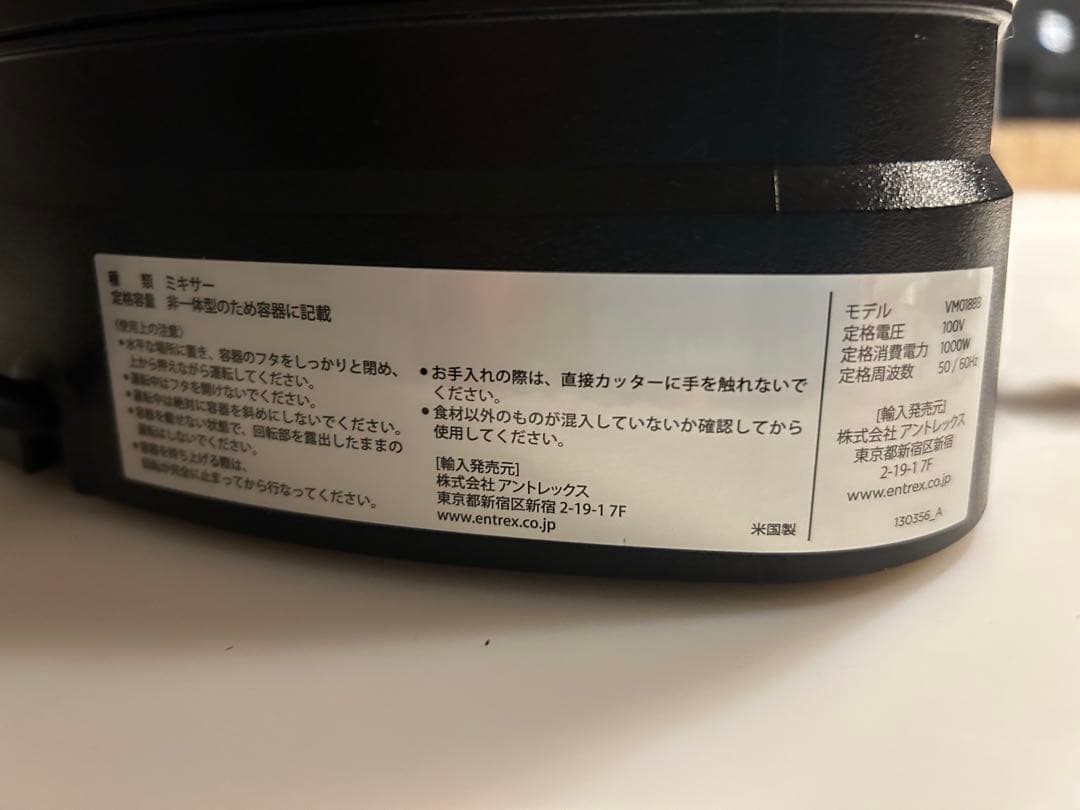 種　類　ミキサー
定格容量　非一体型のため容器に記載
〈使用上の注意〉
●水平な場所に置き、容器のフタをしっかりと閉め、
上から押えながら運転してください。
●運転中はフタを開けないでください。
●運転中は絶対に容器を斜めにしないでください。
●容器を乗せない状態で、回転部を露出したままの
運転はしないでください。
●容器を持ち上げる際は、
回転が完全に止まってから行なってください。
●お手入れの際は、直接カッターに手を触れないで
ください。
●食材以外のものが混入していないか確認してから
使用してください。
[輸入発売元]
株式会社 アントレックス
東京都新宿区新宿 2-19-1 7F
www.entrex.co.jp
米国製
モデル　VM0188B
定格電圧　100V
定格消費電力　1000W
定格周波数　50 / 60Hz
[輸入発売元]
株式会社 アントレックス
東京都新宿区新宿
2-19-1 7F
www.entrex.co.jp
130356_A